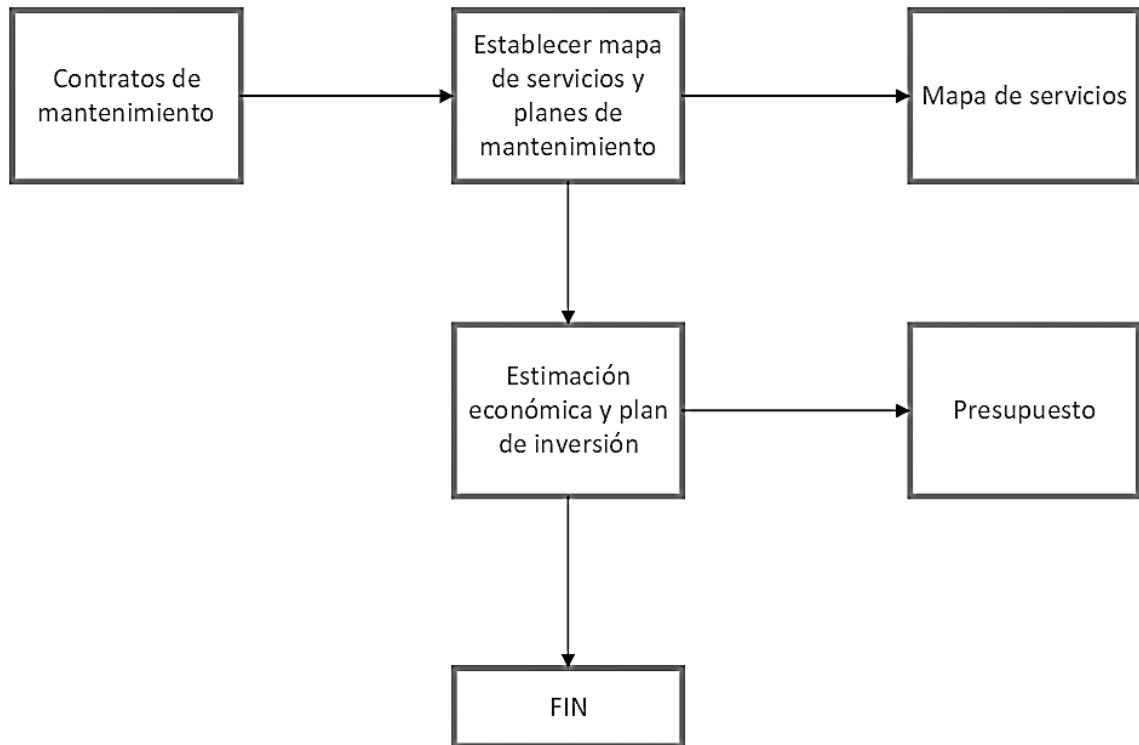 Contratos de
mantenimiento
Establecer mapa
de servicios y
planes de
mantenimiento
Mapa de servicios
Estimación
económica y plan
de inversión
Presupuesto
FIN